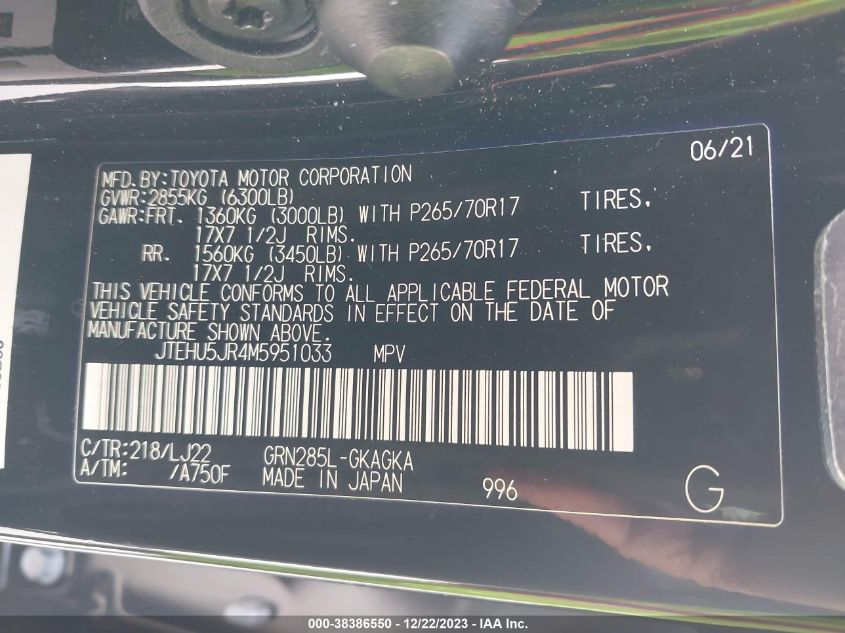 06/21
MFD.BY:TOYOTA MOTOR CORPORATION
GVWR:2855KG (6300LB)
GAWR:FRT. 1360KG (3000LB) WITH P265/70R17 TIRES,
17X7 1/2J RIMS.
RR. 1560KG (3450LB) WITH P265/70R17 TIRES,
17X7 1/2J RIMS.
THIS VEHICLE CONFORMS TO ALL APPLICABLE FEDERAL MOTOR
VEHICLE SAFETY STANDARDS IN EFFECT ON THE DATE OF
MANUFACTURE SHOWN ABOVE.
JTEHU5JR4M5951033 MPV
C/TR:218/LJ22 GRN285L-GKAGKA
A/TM: /A750F MADE IN JAPAN 996 G
000-38386550 - 12/22/2023 - IAA Inc.